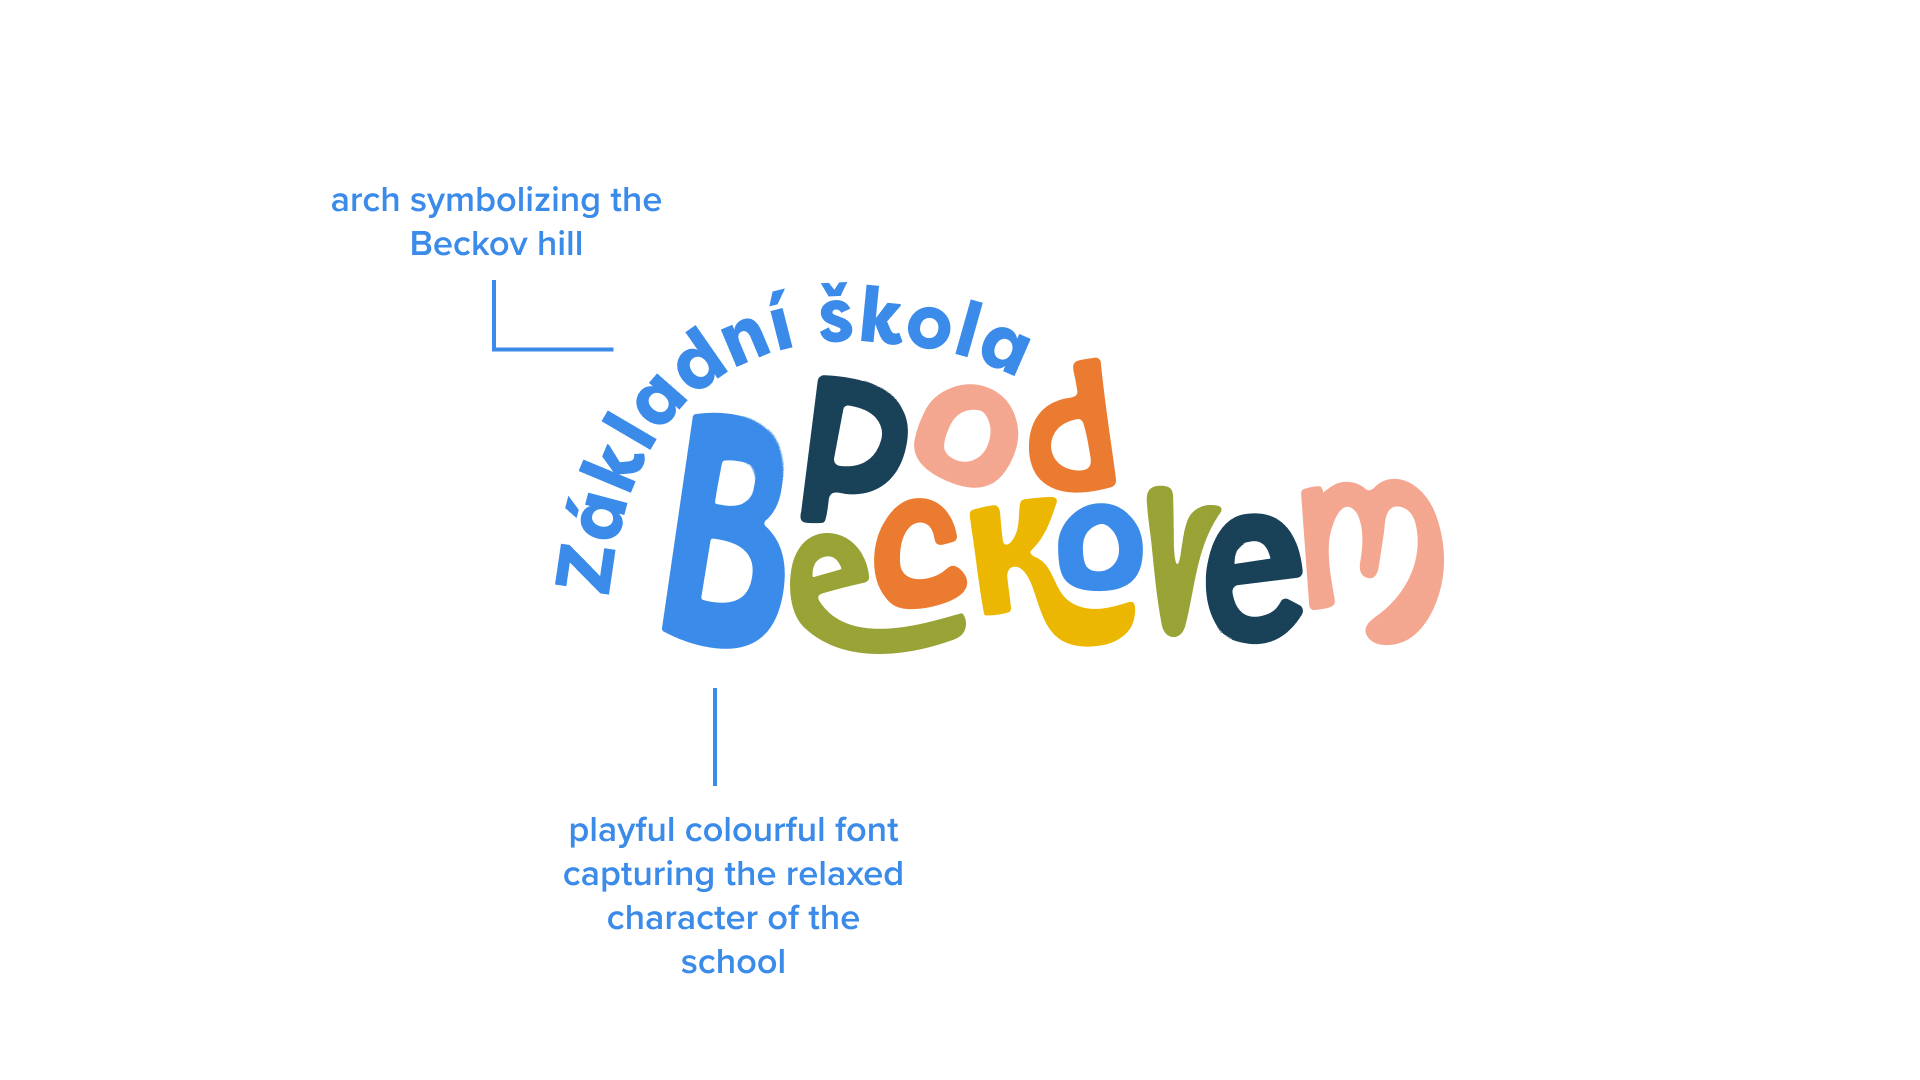 arch symbolizing the
Beckov hill
Základní škola
pod
Beckovem
playful colourful font
capturing the relaxed
character of the
school